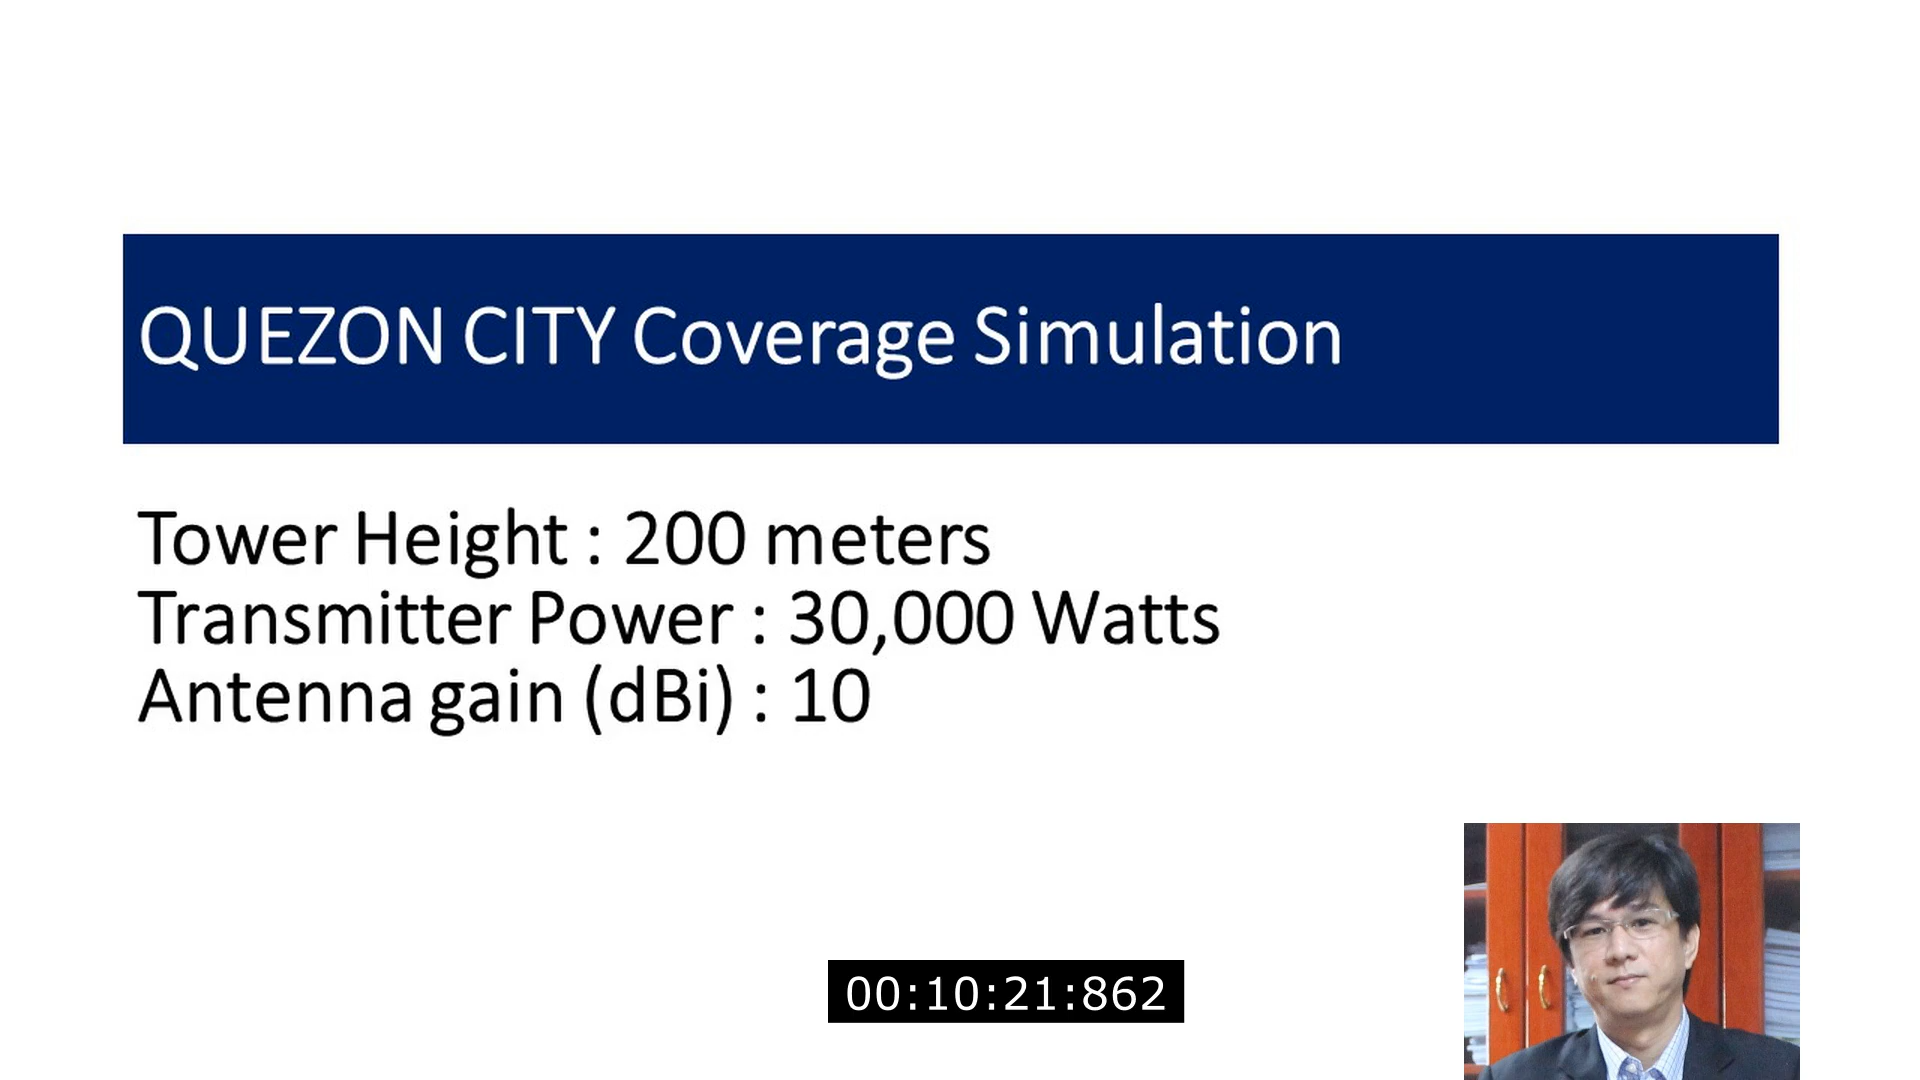 QUEZON CITY Coverage Simulation
Tower Height : 200 meters
Transmitter Power : 30,000 Watts
Antenna gain (dBi) : 10
00:10:21:862